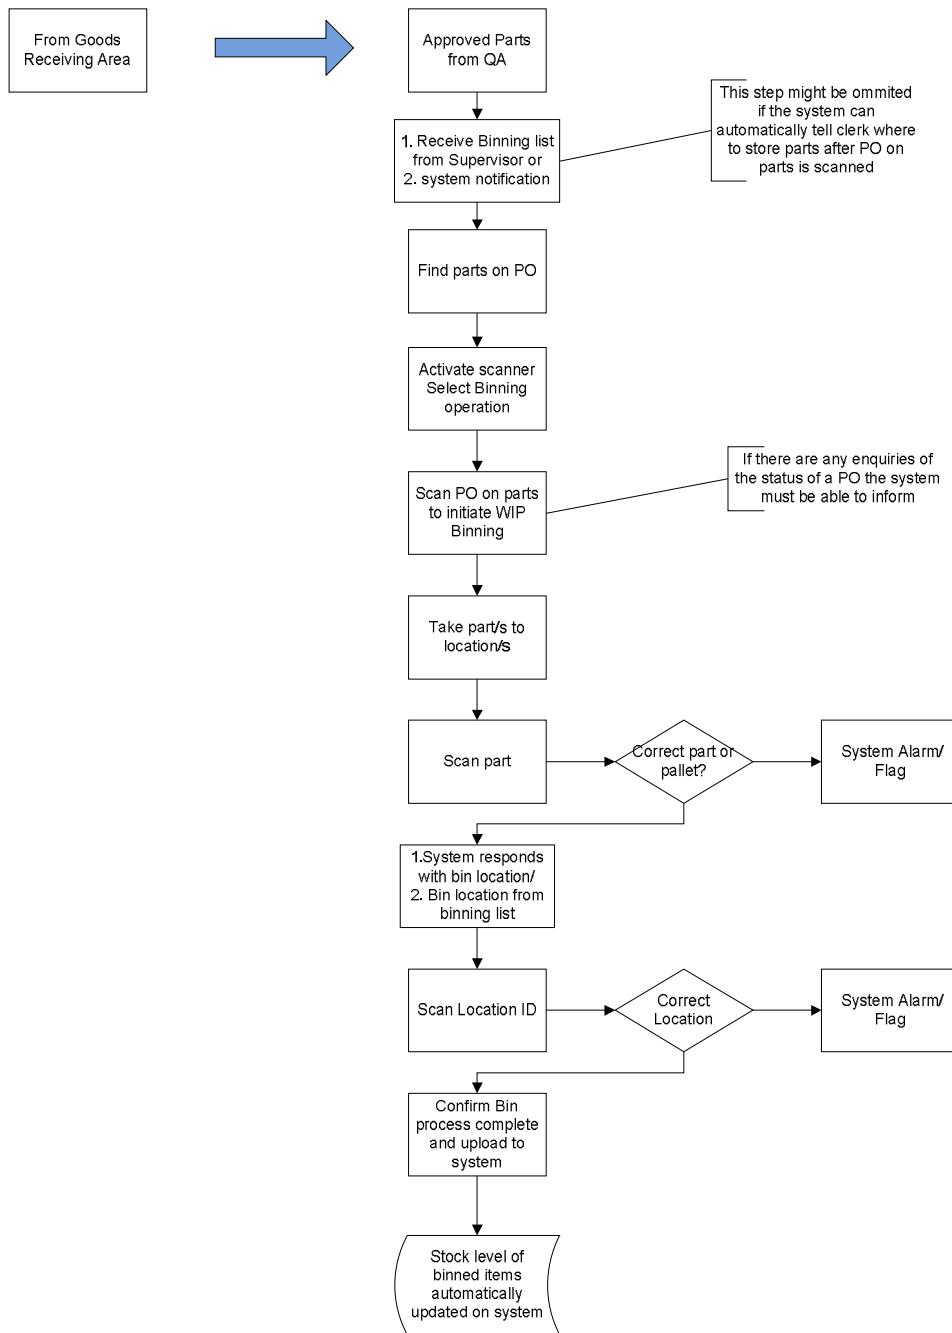 From Goods
Receiving Area
Approved Parts
from QA
This step might be ommited
if the system can
automatically tell clerk where
to store parts after PO on
parts is scanned
1. Receive Binning list
from Supervisor or
2. system notification
Find parts on PO
Activate scanner
Select Binning
operation
If there are any enquiries of
the status of a PO the system
must be able to inform
Scan PO on parts
to initiate WIP
Binning
Take part/s to
location/s
Scan part
Correct part or
pallet?
System Alarm/
Flag
1.System responds
with bin location/
2. Bin location from
binning list
Scan Location ID
Correct
Location
System Alarm/
Flag
Confirm Bin
process complete
and upload to
system
Stock level of
binned items
automatically
updated on system